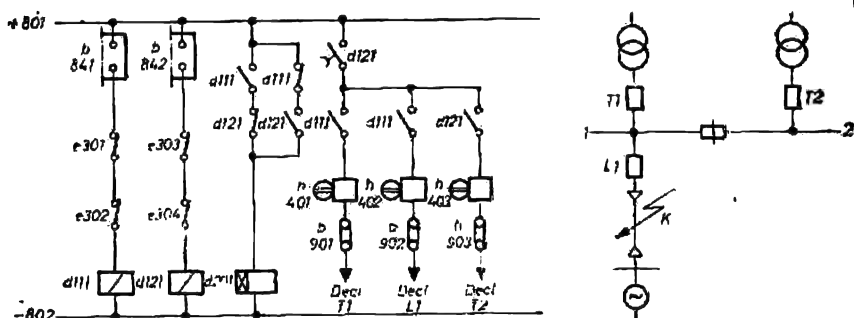 +801
b
841
b
842
d111
d111
d121
d121
d121
d111
d111
d121
e301
e303
e302
e304
h
401
h
402
h
403
b
901
902
903
d111
d121
Decl
T1
Decl
L1
Decl
T2
-802
T1
T2
1
2
L1
K
~